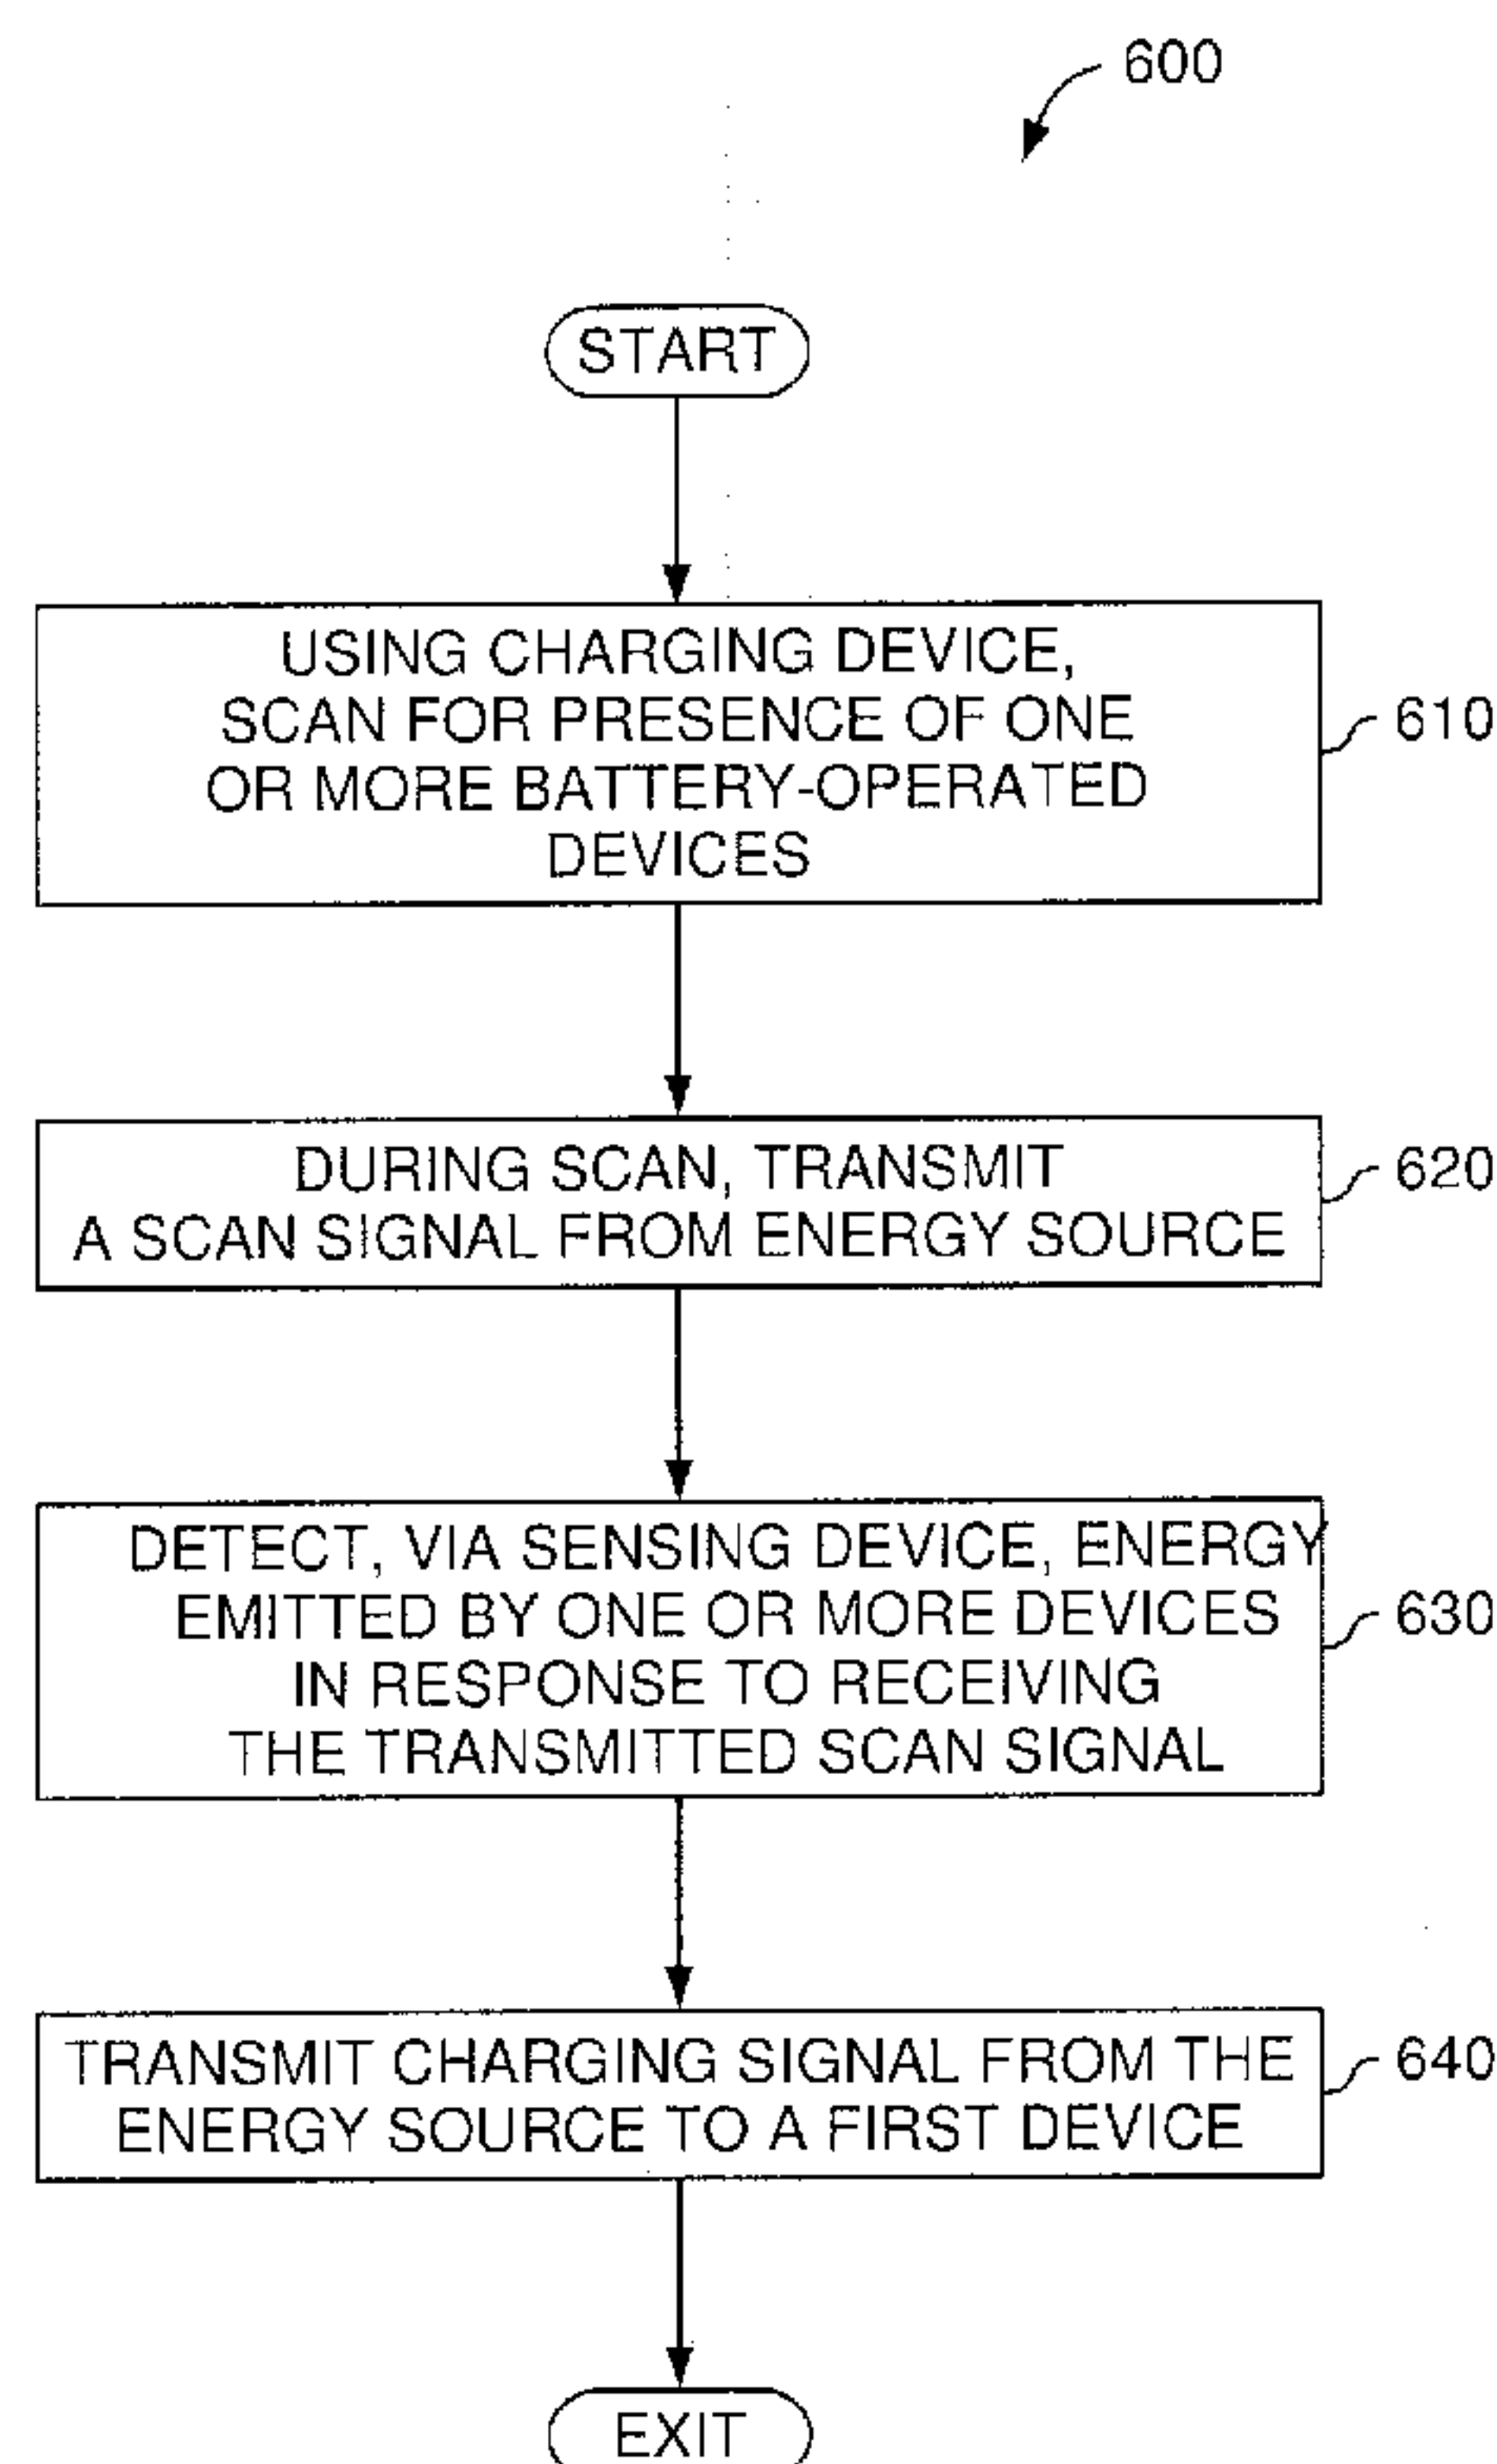 600
START
USING CHARGING DEVICE,
SCAN FOR PRESENCE OF ONE
OR MORE BATTERY-OPERATED
DEVICES
610
DURING SCAN, TRANSMIT
A SCAN SIGNAL FROM ENERGY SOURCE
620
DETECT, VIA SENSING DEVICE, ENERGY
EMITTED BY ONE OR MORE DEVICES
IN RESPONSE TO RECEIVING
THE TRANSMITTED SCAN SIGNAL
630
TRANSMIT CHARGING SIGNAL FROM THE
ENERGY SOURCE TO A FIRST DEVICE
640
EXIT